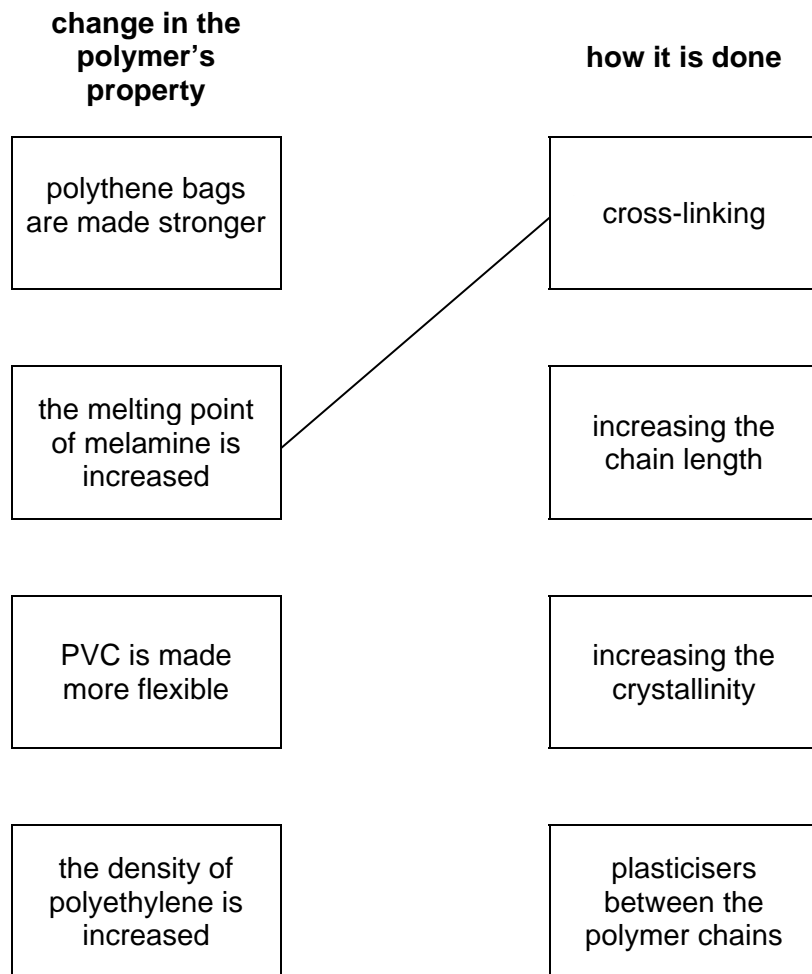 change in the
polymer’s
property
how it is done
polythene bags
are made stronger
cross-linking
the melting point
of melamine is
increased
increasing the
chain length
PVC is made
more flexible
increasing the
crystallinity
the density of
polyethylene is
increased
plasticisers
between the
polymer chains